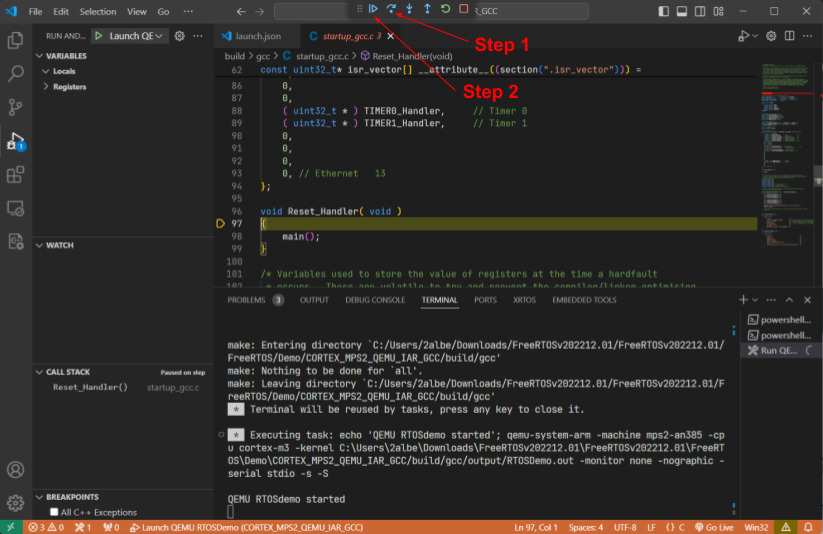 File Edit Selection View Go ... _GCC
Step 1
Step 2
RUN AND... Launch QE ...
launch.json startup_gcc.c 3
build > gcc > C startup_gcc.c > Reset_Handler(void)
VARIABLES
Locals
Registers
62 const uint32_t* isr_vector[] __attribute__((section(".isr_vector"))) =
86 0,
87 0,
88 ( uint32_t * ) TIMER0_Handler, // Timer 0
89 ( uint32_t * ) TIMER1_Handler, // Timer 1
90 0,
91 0,
92 0,
93 0, // Ethernet 13
94 };
95
96 void Reset_Handler( void )
97 {
98 main();
99 }
100
101 /* Variables used to store the value of registers at the time a hardfault
WATCH
CALL STACK Paused on step
Reset_Handler() startup_gcc.c
BREAKPOINTS
All C++ Exceptions
PROBLEMS 3 OUTPUT DEBUG CONSOLE TERMINAL PORTS XRTOS EMBEDDED TOOLS
powershell...
powershell...
Run QE...
make: Entering directory `C:/Users/2albe/Downloads/FreeRTOSv202212.01/FreeRTOSv202212.01/
FreeRTOS/Demo/CORTEX_MPS2_QEMU_IAR_GCC/build/gcc'
make: Nothing to be done for `all'.
make: Leaving directory `C:/Users/2albe/Downloads/FreeRTOSv202212.01/FreeRTOSv202212.01/F
reeRTOS/Demo/CORTEX_MPS2_QEMU_IAR_GCC/build/gcc'
* Terminal will be reused by tasks, press any key to close it.
* Executing task: echo 'QEMU RTOSdemo started'; qemu-system-arm -machine mps2-an385 -cp
u cortex-m3 -kernel C:\Users\2albe\Downloads\FreeRTOSv202212.01\FreeRTOSv202212.01\FreeRT
OS\Demo\CORTEX_MPS2_QEMU_IAR_GCC/build/gcc/output/RTOSDemo.out -monitor none -nographic -
serial stdio -s -S
QEMU RTOSdemo started
3 0 1 0 Launch QEMU RTOSDemo (CORTEX_MPS2_QEMU_IAR_GCC) Ln 97, Col 1 Spaces: 4 UTF-8 LF {} C Go Live Win32